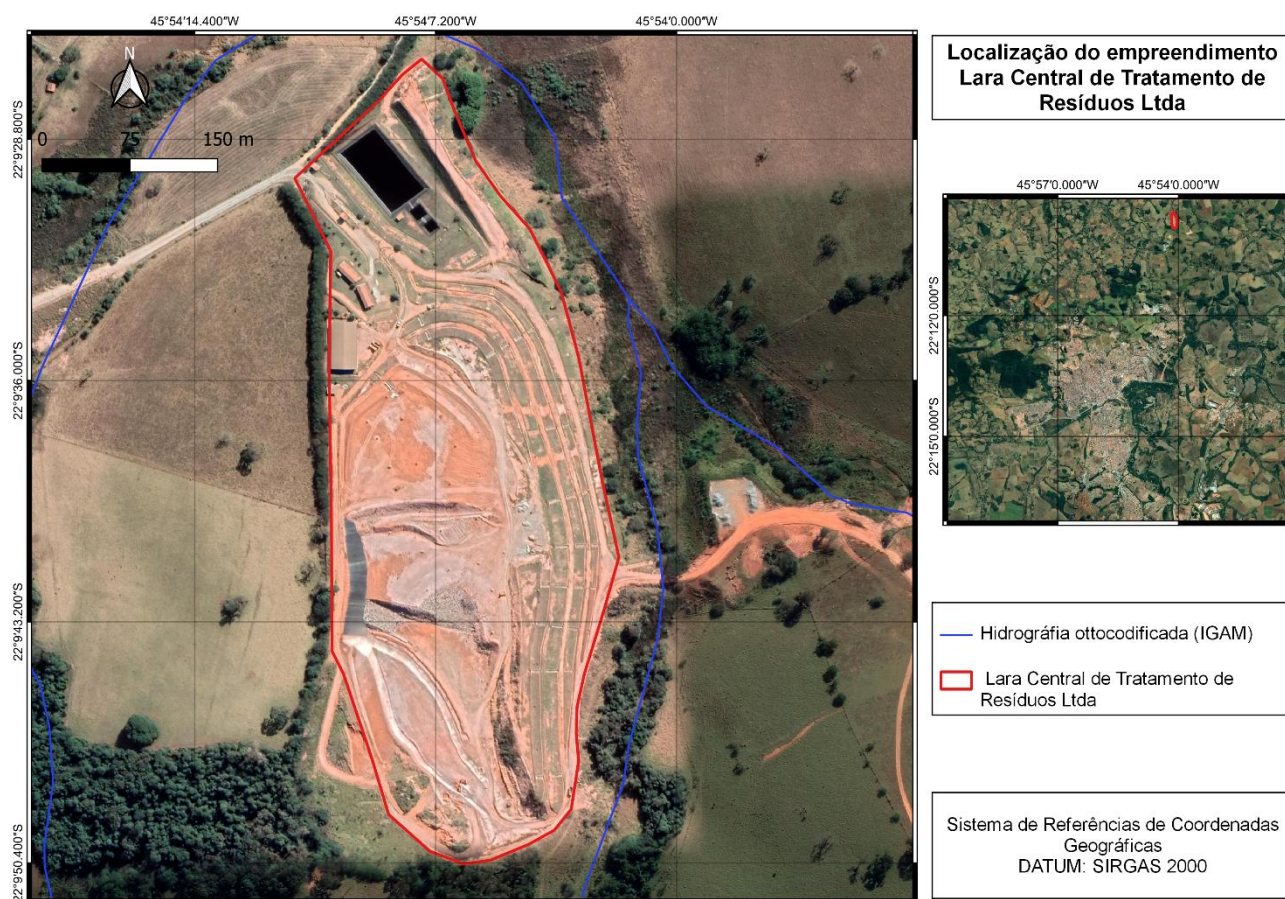 45°54'14.400"W
45°54'7.200"W
45°54'0.000"W
N
0
75
150 m
22°9'28.800"S
22°9'36.000"S
22°9'43.200"S
22°9'50.400"S
Localização do empreendimento
Lara Central de Tratamento de
Resíduos Ltda
45°57'0.000"W
45°54'0.000"W
22°12'0.000"S
22°15'0.000"S
Hidrográfia ottocodificada (IGAM)
Lara Central de Tratamento de
Resíduos Ltda
Sistema de Referências de Coordenadas
Geográficas
DATUM: SIRGAS 2000